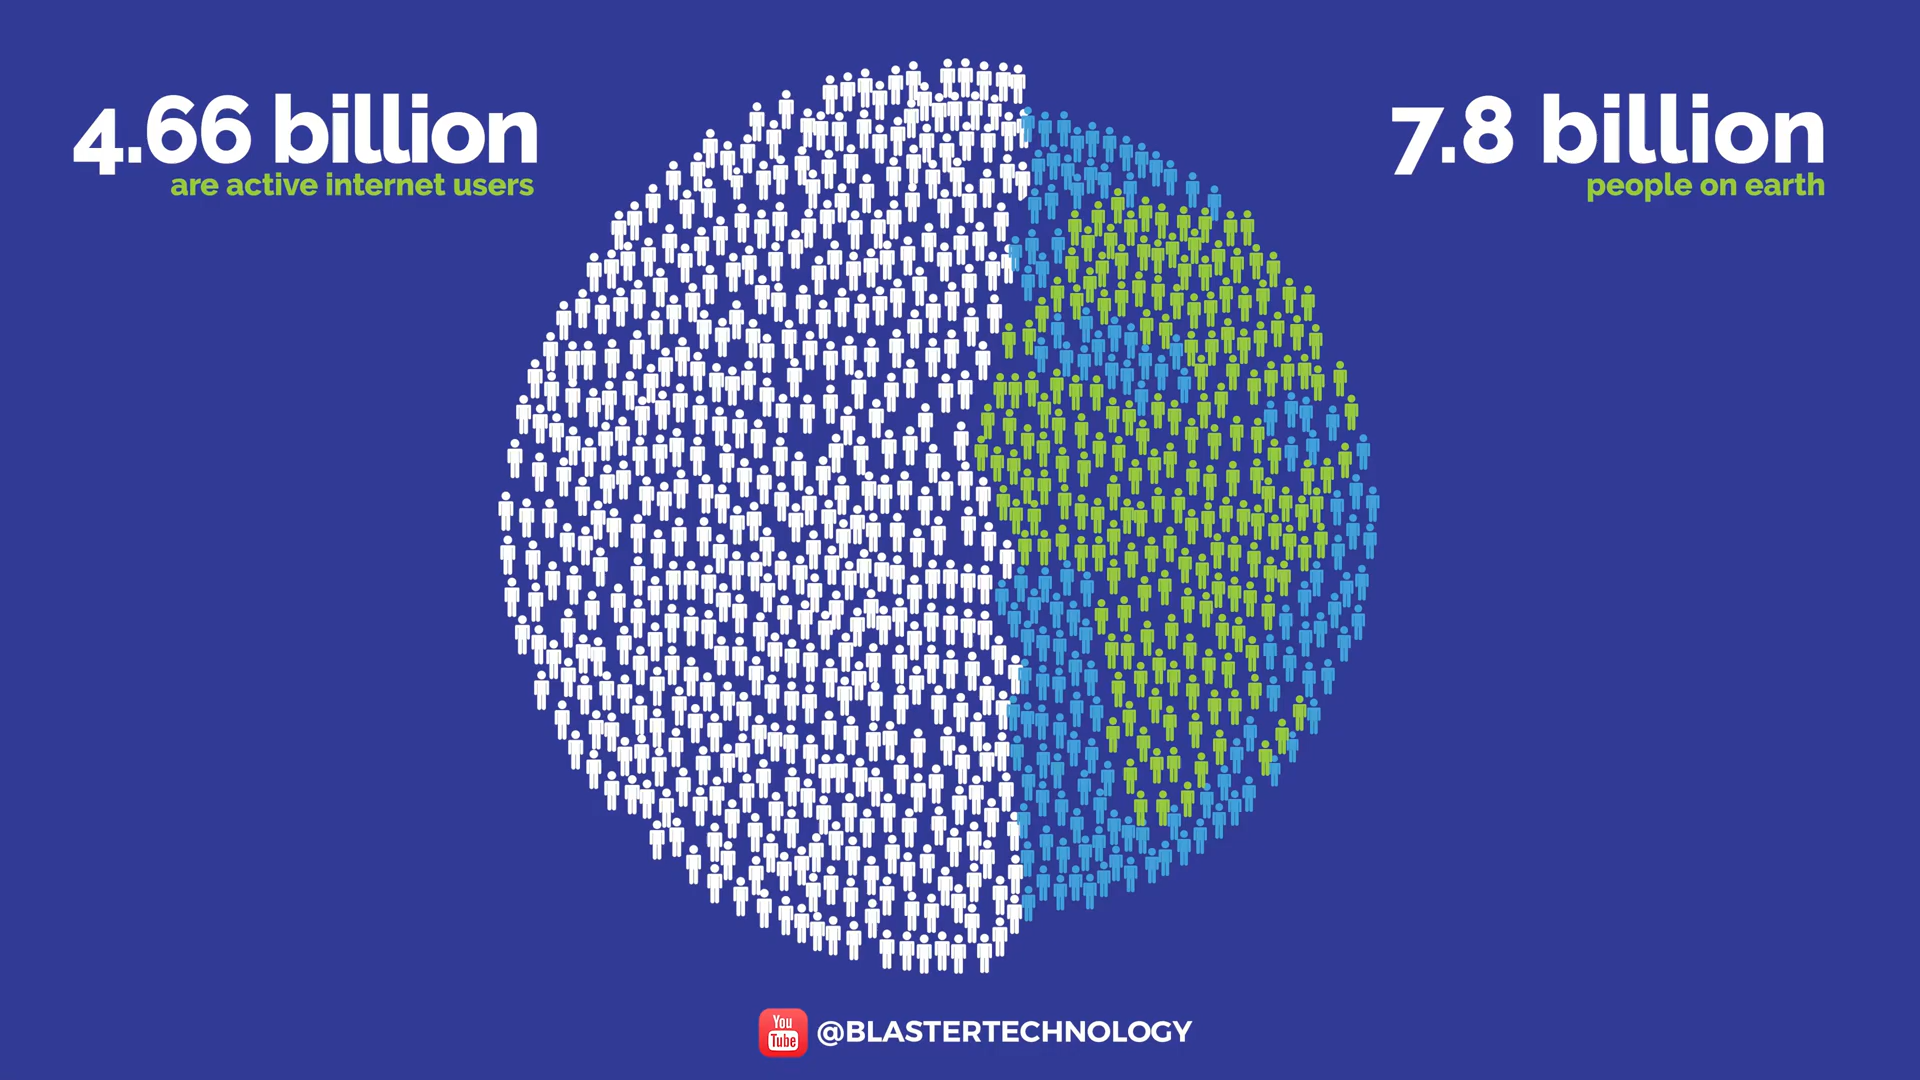 4.66 billion
are active internet users
7.8 billion
people on earth
You
Tube
@BLASTERTECHNOLOGY